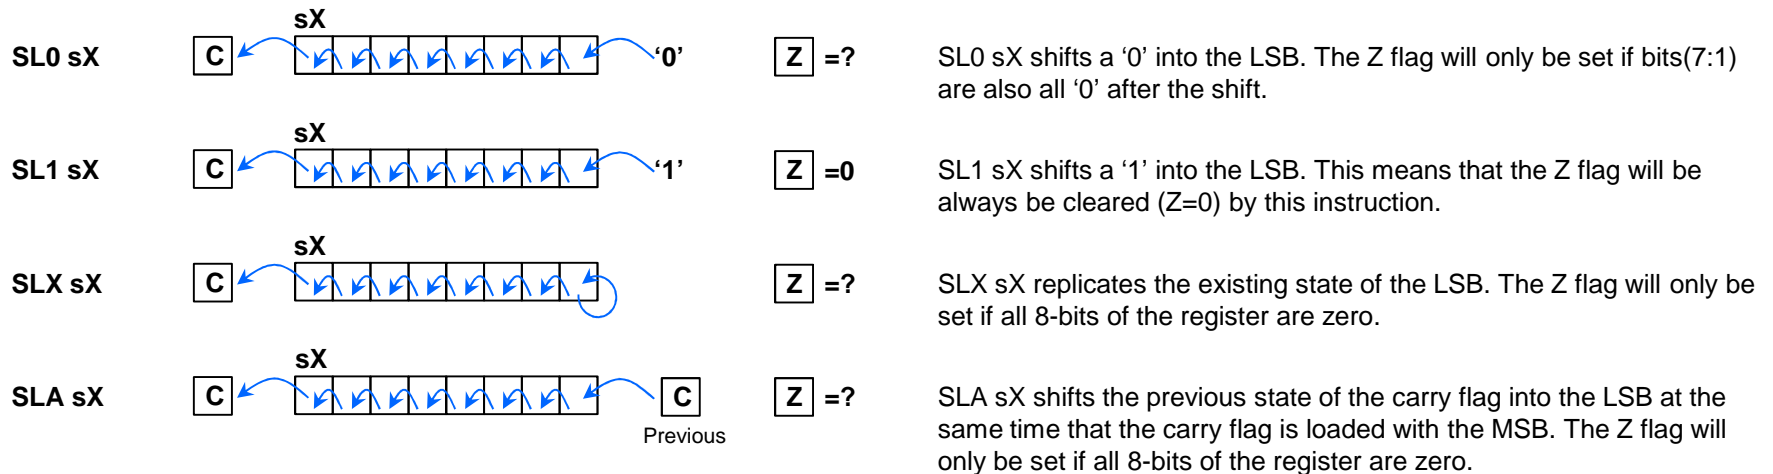 sX
SL0 sX C ‘0’ Z =? SL0 sX shifts a ‘0’ into the LSB. The Z flag will only be set if bits(7:1)
are also all ‘0’ after the shift.
sX
SL1 sX C ‘1’ Z =0 SL1 sX shifts a ‘1’ into the LSB. This means that the Z flag will be
always be cleared (Z=0) by this instruction.
sX
SLX sX C Z =? SLX sX replicates the existing state of the LSB. The Z flag will only be
set if all 8-bits of the register are zero.
sX
SLA sX C C Z =? SLA sX shifts the previous state of the carry flag into the LSB at the
Previous same time that the carry flag is loaded with the MSB. The Z flag will
only be set if all 8-bits of the register are zero.